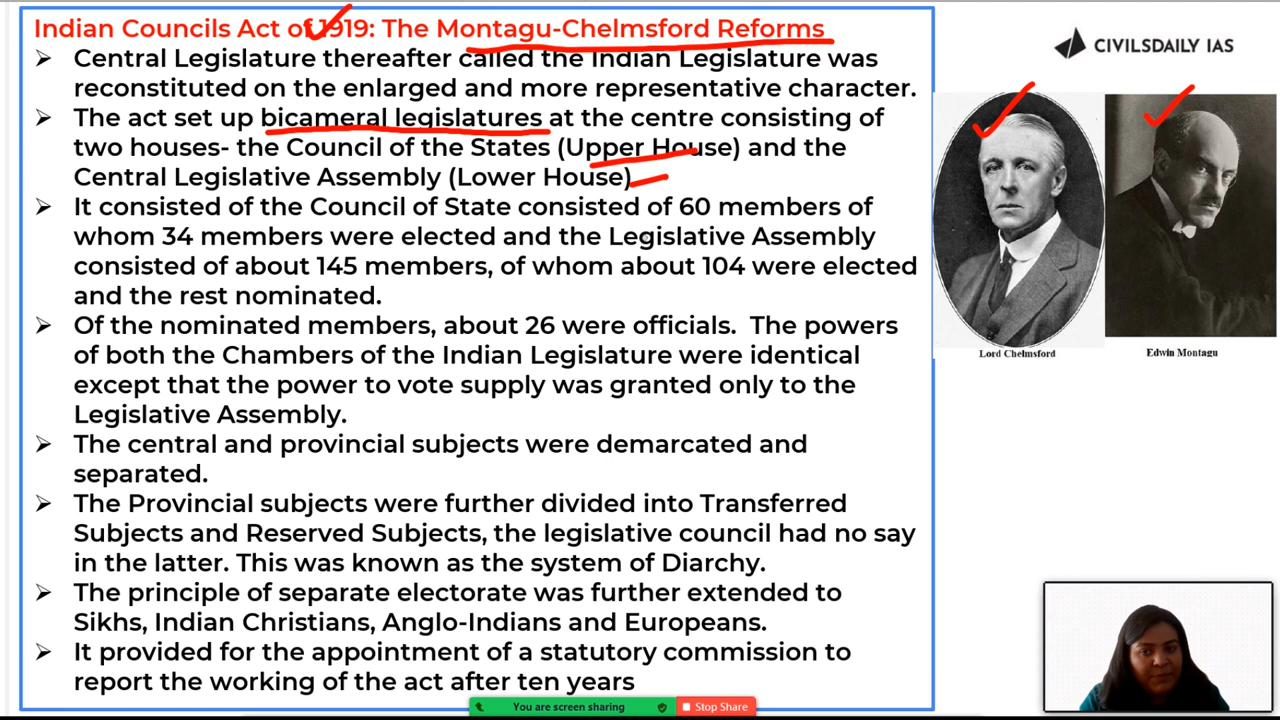 Indian Councils Act of 1919: The Montagu-Chelmsford Reforms
➢ Central Legislature thereafter called the Indian Legislature was
reconstituted on the enlarged and more representative character.
➢ The act set up bicameral legislatures at the centre consisting of
two houses- the Council of the States (Upper House) and the
Central Legislative Assembly (Lower House)
➢ It consisted of the Council of State consisted of 60 members of
whom 34 members were elected and the Legislative Assembly
consisted of about 145 members, of whom about 104 were elected
and the rest nominated.
➢ Of the nominated members, about 26 were officials. The powers
of both the Chambers of the Indian Legislature were identical
except that the power to vote supply was granted only to the
Legislative Assembly.
➢ The central and provincial subjects were demarcated and
separated.
➢ The Provincial subjects were further divided into Transferred
Subjects and Reserved Subjects, the legislative council had no say
in the latter. This was known as the system of Diarchy.
➢ The principle of separate electorate was further extended to
Sikhs, Indian Christians, Anglo-Indians and Europeans.
➢ It provided for the appointment of a statutory commission to
report the working of the act after ten years
CIVILSDAILY IAS
Lord Chelmsford
Edwin Montagu
You are screen sharing
Stop Share